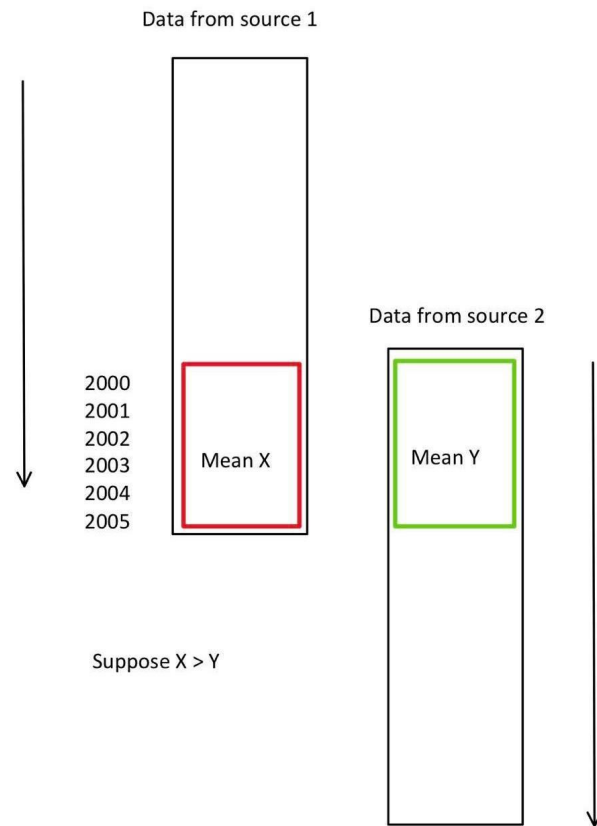 Data from source 1
Data from source 2
2000
2001
2002
2003
2004
2005
Mean X
Mean Y
Suppose X > Y